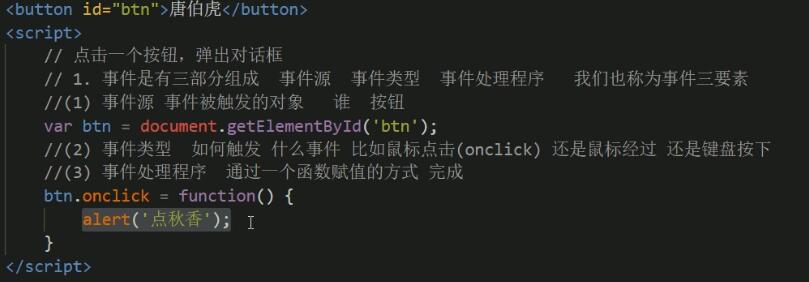 <button id="btn">唐伯虎</button>
<script>
// 点击一个按钮，弹出对话框
// 1. 事件是有三部分组成 事件源 事件类型 事件处理程序 我们也称为事件三要素
//(1) 事件源 事件被触发的对象 谁 按钮
var btn = document.getElementById('btn');
//(2) 事件类型 如何触发 什么事件 比如鼠标点击(onclick) 还是鼠标经过 还是键盘按下
//(3) 事件处理程序 通过一个函数赋值的方式 完成
btn.onclick = function() {
alert('点秋香');
}
</script>